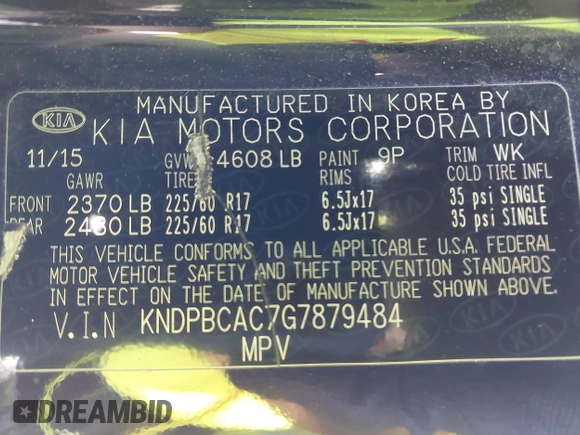 MANUFACTURED IN KOREA BY
KIA KIA MOTORS CORPORATION
11/15 GVW 4608 LB PAINT 9P TRIM WK
GAWR TIRE RIMS COLD TIRE INFL
FRONT 2370 LB 225/60 R17 6.5Jx17 35 psi SINGLE
REAR 2480 LB 225/60 R17 6.5Jx17 35 psi SINGLE
THIS VEHICLE CONFORMS TO ALL APPLICABLE U.S.A. FEDERAL
MOTOR VEHICLE SAFETY AND THEFT PREVENTION STANDARDS
IN EFFECT ON THE DATE OF MANUFACTURE SHOWN ABOVE.
V.I.N KNDPBCAC7G7879484
MPV
DREAMBID